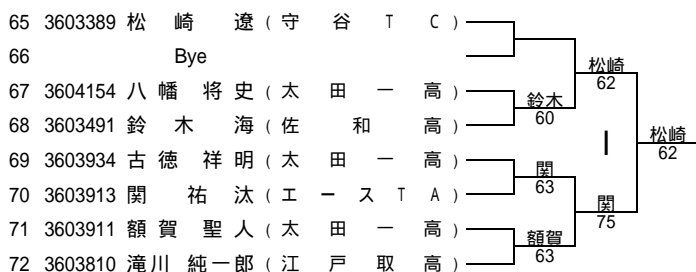 65 3603389 松崎 遼 (守谷TC)
66 Bye
松崎
62
67 3604154 八幡 将史 (太田一高)
鈴木
60
68 3603491 鈴木 海 (佐和高)
松崎
62
69 3603934 古徳 祥明 (太田一高)
関
63
70 3603913 関 祐汰 (エースTA)
関
75
71 3603911 額賀 聖人 (太田一高)
額賀
63
72 3603810 滝川 純一郎 (江戸取高)